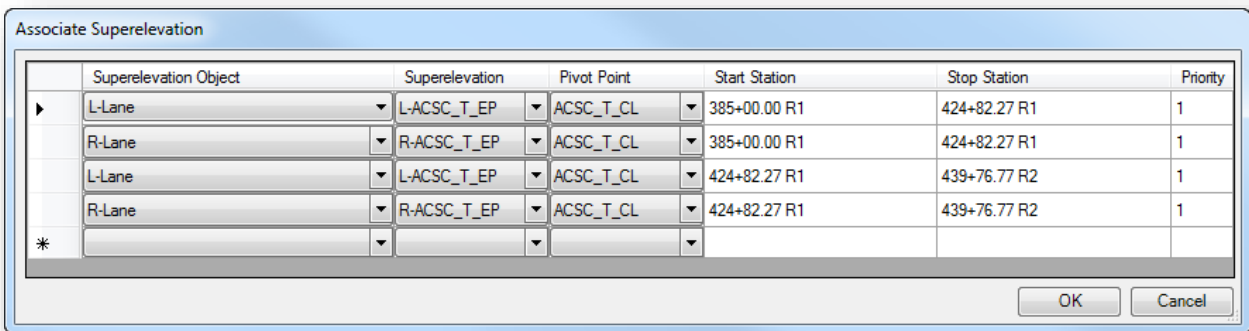 Associate Superelevation
Superelevation Object Superelevation Pivot Point Start Station Stop Station Priority
L-Lane L-ACSC_T_EP ACSC_T_CL 385+00.00 R1 424+82.27 R1 1
R-Lane R-ACSC_T_EP ACSC_T_CL 385+00.00 R1 424+82.27 R1 1
L-Lane L-ACSC_T_EP ACSC_T_CL 424+82.27 R1 439+76.77 R2 1
R-Lane R-ACSC_T_EP ACSC_T_CL 424+82.27 R1 439+76.77 R2 1
OK Cancel